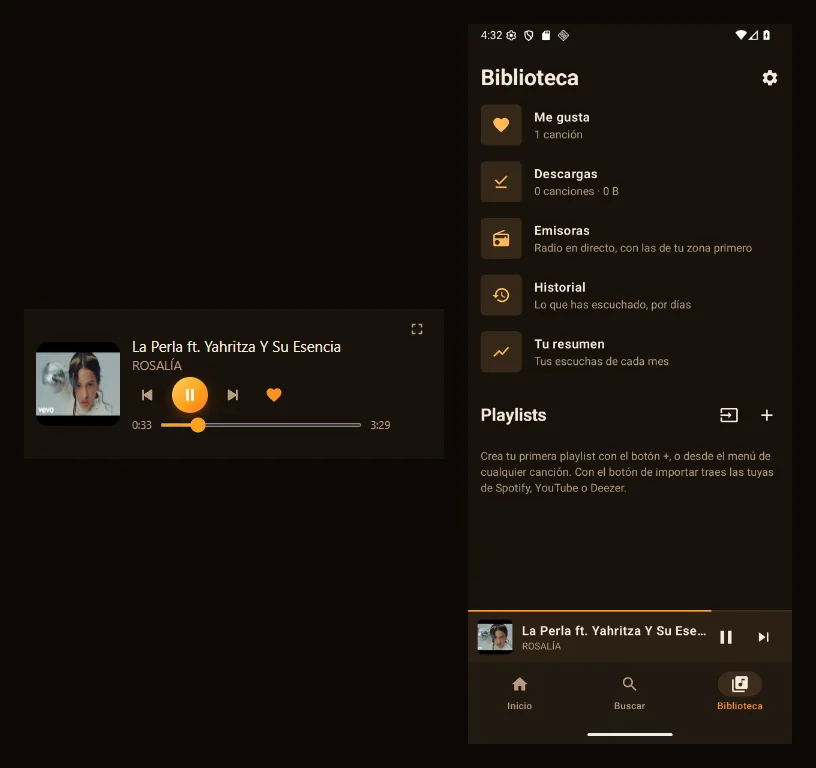 La Perla ft. Yahritza Y Su Esencia
ROSALÍA
0:33
3:29
vevo
4:32
Biblioteca
Me gusta
1 canción
Descargas
0 canciones · 0 B
Emisoras
Radio en directo, con las de tu zona primero
Historial
Lo que has escuchado, por días
Tu resumen
Tus escuchas de cada mes
Playlists
Crea tu primera playlist con el botón +, o desde el menú de
cualquier canción. Con el botón de importar traes las tuyas
de Spotify, YouTube o Deezer.
La Perla ft. Yahritza Y Su Ese...
ROSALÍA
Inicio
Buscar
Biblioteca